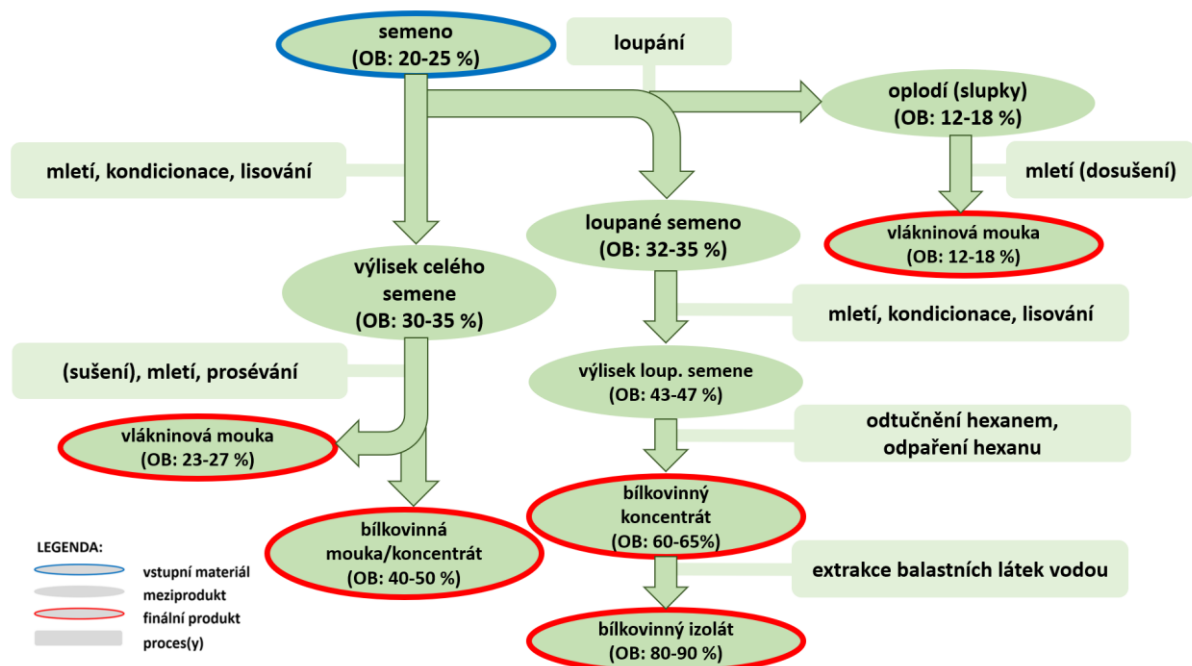 semeno
(OB: 20-25 %)
loupání
oplodí (slupky)
(OB: 12-18 %)
mletí, kondicionace, lisování
mletí (dosušení)
loupané semeno
(OB: 32-35 %)
vlákninová mouka
(OB: 12-18 %)
výlisek celého
semene
(OB: 30-35 %)
mletí, kondicionace, lisování
(sušení), mletí, prosévání
výlisek loup. semene
(OB: 43-47 %)
vlákninová mouka
(OB: 23-27 %)
odtučnění hexanem,
odpaření hexanu
bílkovinná
mouka/koncentrát
(OB: 40-50 %)
bílkovinný
koncentrát
(OB: 60-65%)
extrakce balastních látek vodou
bílkovinný izolát
(OB: 80-90 %)
LEGENDA:
vstupní materiál
meziprodukt
finální produkt
proces(y)